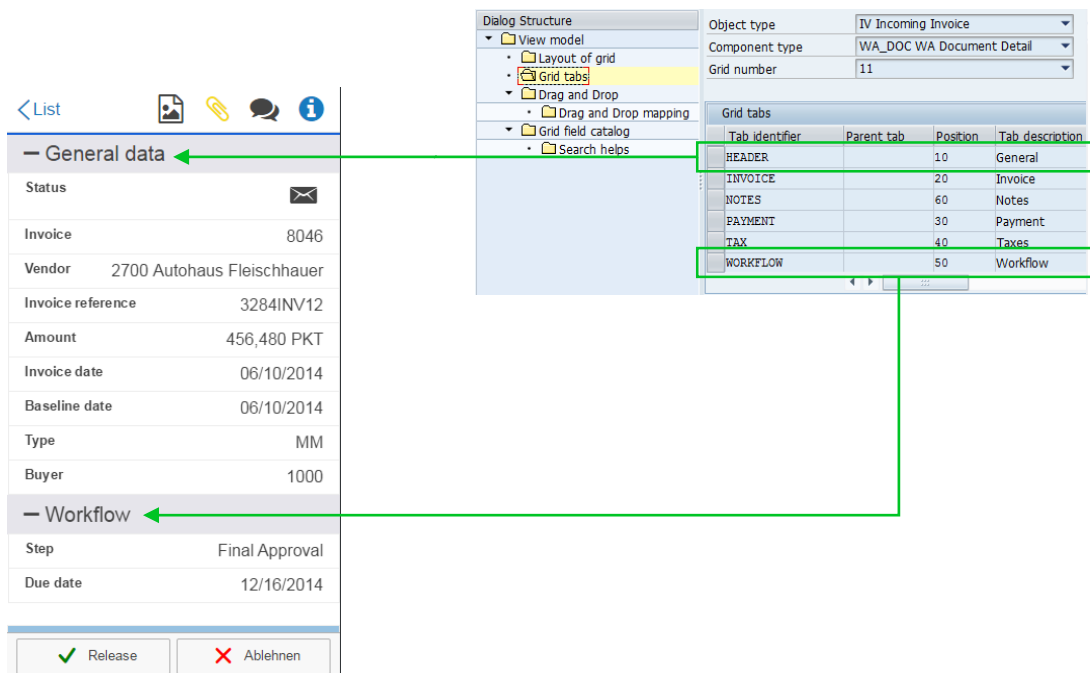 List
General data
Status
Invoice 8046
Vendor 2700 Autohaus Fleischhauer
Invoice reference 3284INV12
Amount 456,480 PKT
Invoice date 06/10/2014
Baseline date 06/10/2014
Type MM
Buyer 1000
Workflow
Step Final Approval
Due date 12/16/2014
Release Ablehnen
Dialog Structure
View model
Layout of grid
Grid tabs
Drag and Drop
Drag and Drop mapping
Grid field catalog
Search helps
Object type IV Incoming Invoice
Component type WA_DOC WA Document Detail
Grid number 11
Grid tabs
Tab identifier Parent tab Position Tab description
HEADER 10 General
INVOICE 20 Invoice
NOTES 60 Notes
PAYMENT 30 Payment
TAX 40 Taxes
WORKFLOW 50 Workflow